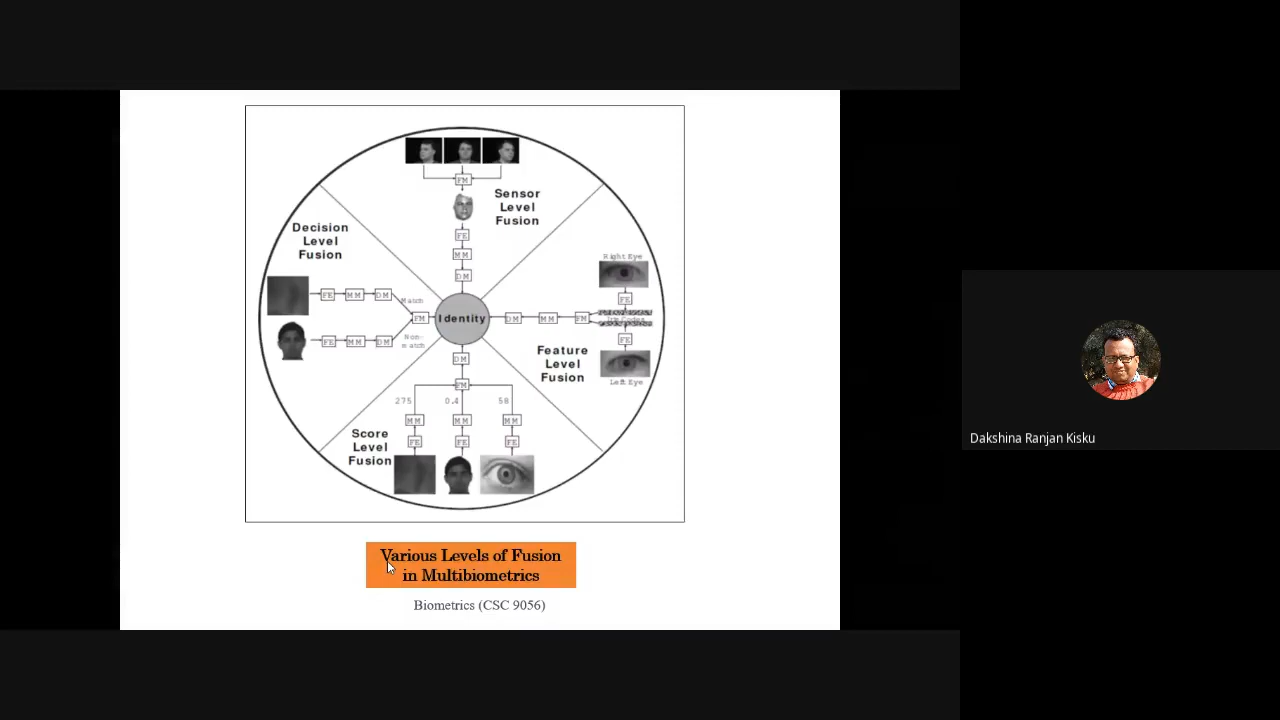 FM
Sensor
Level
Fusion
FE
MM
DM
Decision
Level
Fusion
FE MM DM
Match
FM
Non-
match
FE MM DM
Identity
Right Eye
FE
DM MM FM
Iris Codes
FE
Left Eye
Feature
Level
Fusion
DM
FM
275 0.4 58
MM MM MM
FE FE FE
Score
Level
Fusion
Various Levels of Fusion
in Multibiometrics
Biometrics (CSC 9056)
Dakshina Ranjan Kisku